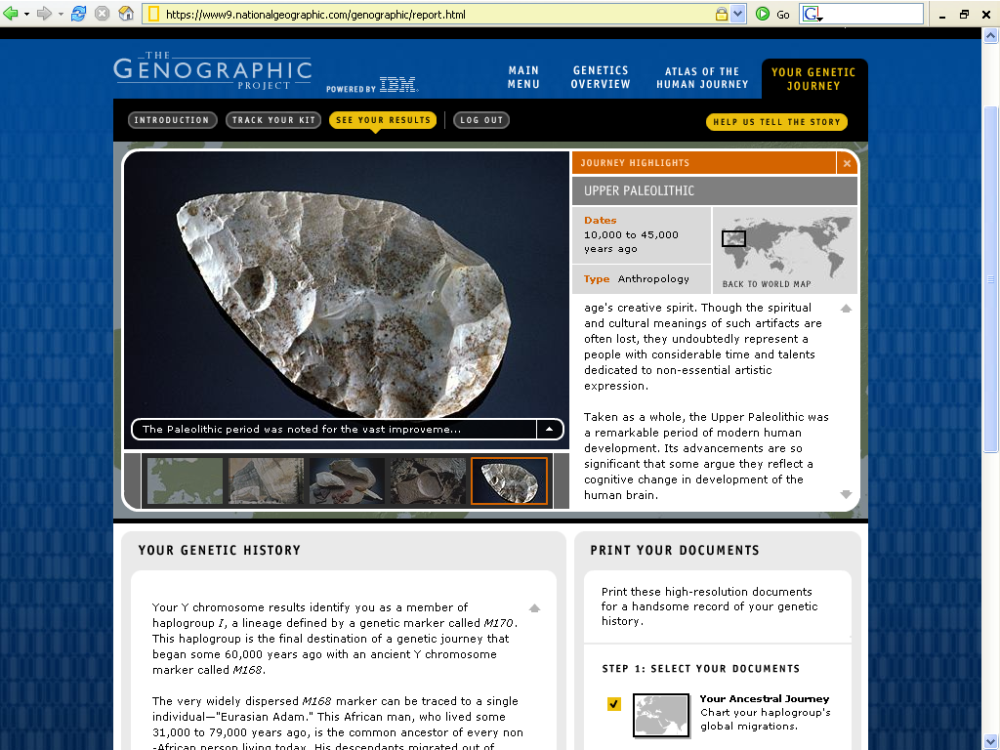 https://www9.nationalgeographic.com/genographic/report.html
Go
G
THE
GENOGRAPHIC
PROJECT
POWERED BY IBM
MAIN
MENU
GENETICS
OVERVIEW
ATLAS OF THE
HUMAN JOURNEY
YOUR GENETIC
JOURNEY
INTRODUCTION
TRACK YOUR KIT
SEE YOUR RESULTS
LOG OUT
HELP US TELL THE STORY
JOURNEY HIGHLIGHTS
UPPER PALEOLITHIC
Dates
10,000 to 45,000
years ago
Type Anthropology
BACK TO WORLD MAP
age's creative spirit. Though the spiritual
and cultural meanings of such artifacts are
often lost, they undoubtedly represent a
people with considerable time and talents
dedicated to non-essential artistic
expression.
Taken as a whole, the Upper Paleolithic was
a remarkable period of modern human
development. Its advancements are so
significant that some argue they reflect a
cognitive change in development of the
human brain.
The Paleolithic period was noted for the vast improveme...
YOUR GENETIC HISTORY
Your Y chromosome results identify you as a member of
haplogroup I, a lineage defined by a genetic marker called M170.
This haplogroup is the final destination of a genetic journey that
began some 60,000 years ago with an ancient Y chromosome
marker called M168.
The very widely dispersed M168 marker can be traced to a single
individual—"Eurasian Adam." This African man, who lived some
31,000 to 79,000 years ago, is the common ancestor of every non
-African person living today. His descendants migrated out of
PRINT YOUR DOCUMENTS
Print these high-resolution documents
for a handsome record of your genetic
history.
STEP 1: SELECT YOUR DOCUMENTS
Your Ancestral Journey
Chart your haplogroup's
global migrations.